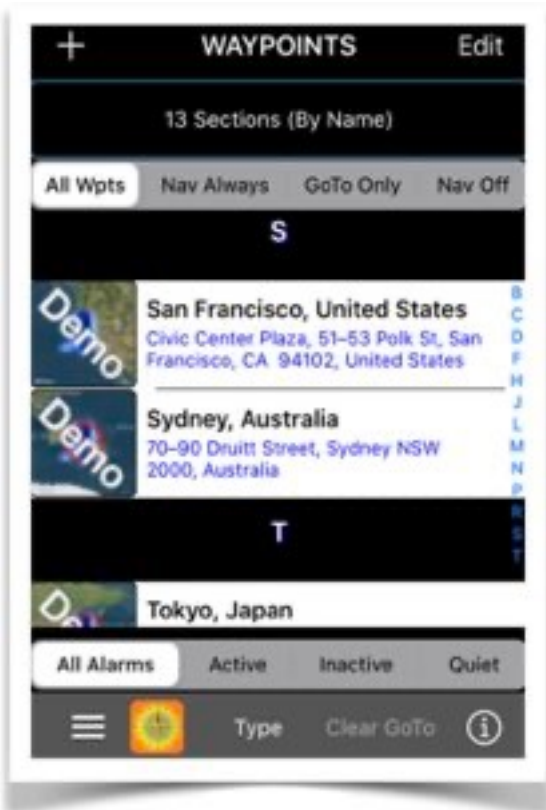 + WAYPOINTS Edit
13 Sections (By Name)
All Wpts Nav Always GoTo Only Nav Off
S
Demo
San Francisco, United States
Civic Center Plaza, 51–53 Polk St, San
Francisco, CA 94102, United States
Demo
Sydney, Australia
70–90 Druitt Street, Sydney NSW
2000, Australia
T
De
Tokyo, Japan
B
C
D
F
H
J
L
M
N
P
R
S
T
All Alarms Active Inactive Quiet
Type Clear GoTo i